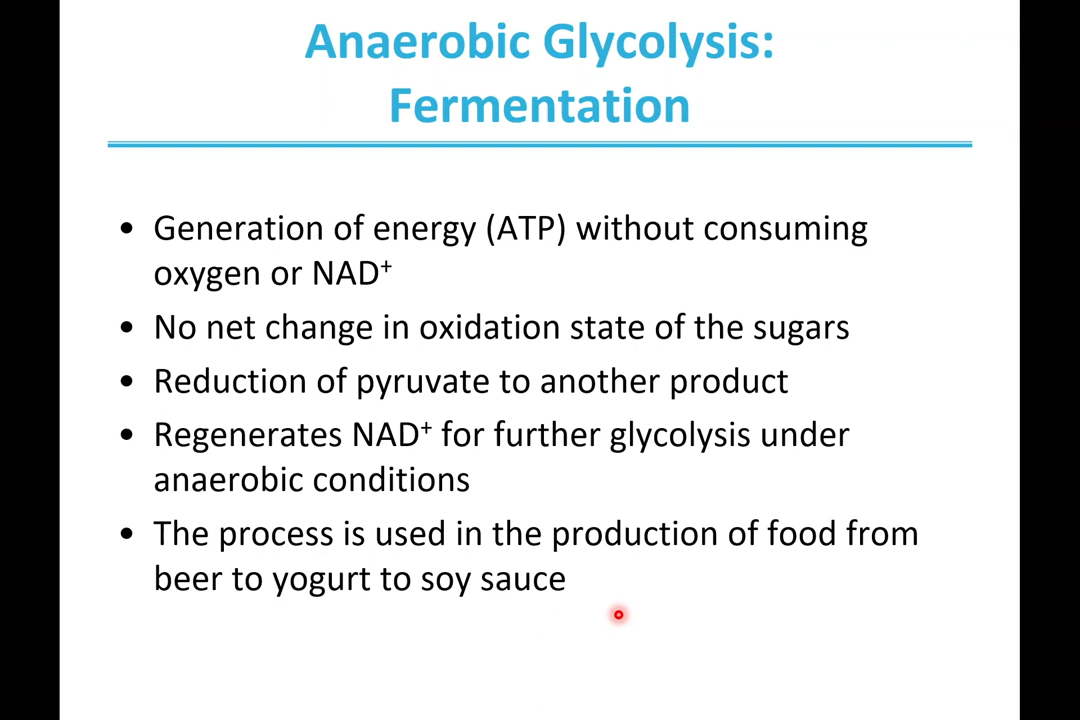 Anaerobic Glycolysis:
Fermentation
• Generation of energy (ATP) without consuming
oxygen or NAD⁺
• No net change in oxidation state of the sugars
• Reduction of pyruvate to another product
• Regenerates NAD⁺ for further glycolysis under
anaerobic conditions
• The process is used in the production of food from
beer to yogurt to soy sauce